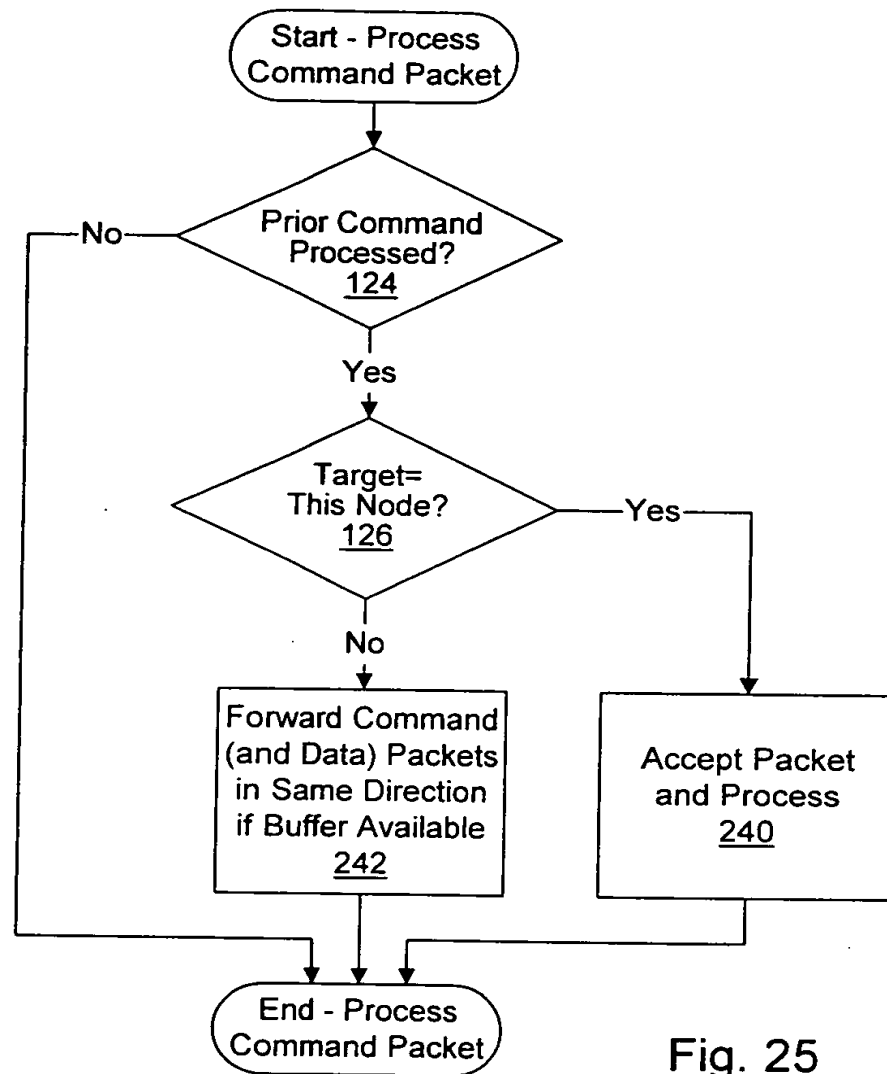 Start - Process
Command Packet
No
Prior Command
Processed?
124
Yes
Target=
This Node?
126
Yes
No
Forward Command
(and Data) Packets
in Same Direction
if Buffer Available
242
Accept Packet
and Process
240
End - Process
Command Packet
Fig. 25